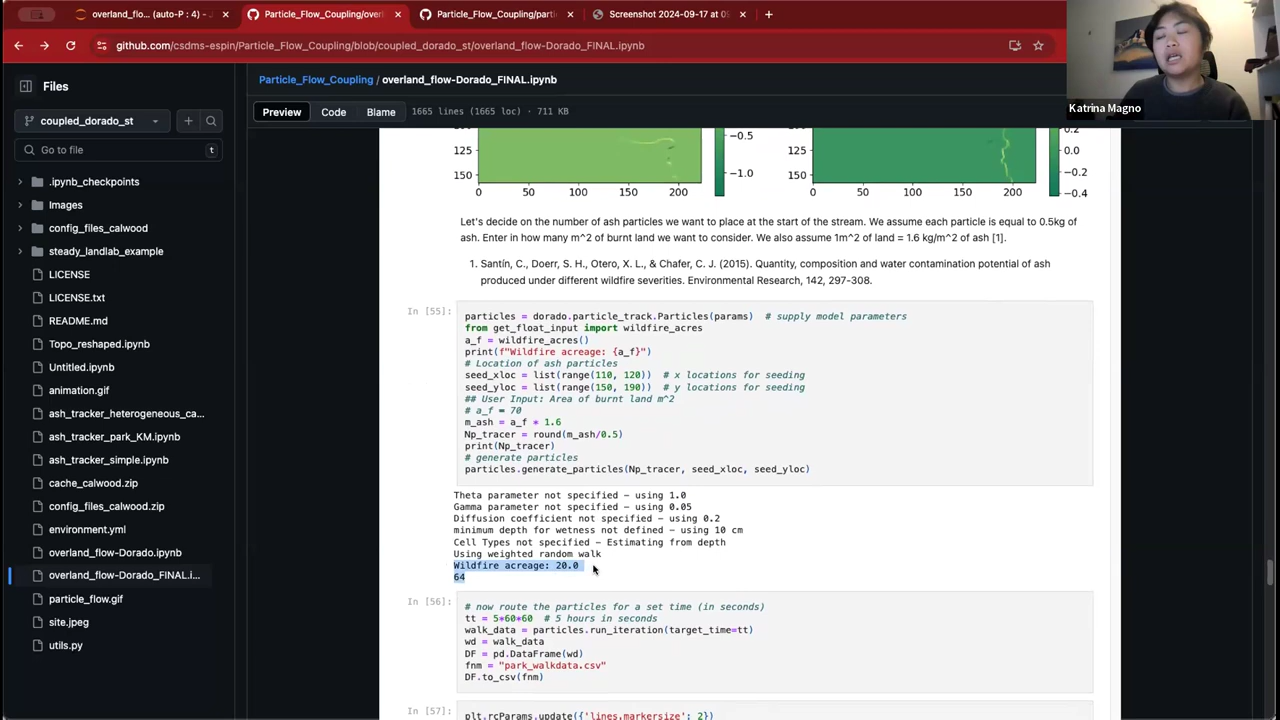 overland_flo... (auto-P : 4) - J
Particle_Flow_Coupling/overl
Particle_Flow_Coupling/parti
Screenshot 2024-09-17 at 09
github.com/csdms-espin/Particle_Flow_Coupling/blob/coupled_dorado_st/overland_flow-Dorado_FINAL.ipynb
Katrina Magno
Files
Particle_Flow_Coupling / overland_flow-Dorado_FINAL.ipynb
Preview Code Blame 1665 lines (1665 loc) · 711 KB
coupled_dorado_st
Go to file t
.ipynb_checkpoints
Images
config_files_calwood
steady_landlab_example
LICENSE
LICENSE.txt
README.md
Topo_reshaped.ipynb
Untitled.ipynb
animation.gif
ash_tracker_heterogeneous_ca...
ash_tracker_park_KM.ipynb
ash_tracker_simple.ipynb
cache_calwood.zip
config_files_calwood.zip
environment.yml
overland_flow-Dorado.ipynb
overland_flow-Dorado_FINAL.i...
particle_flow.gif
site.jpeg
utils.py
125
150
0 50 100 150 200
−0.5
−1.0
125
150
0 50 100 150 200
0.2
0.0
−0.2
−0.4
Let's decide on the number of ash particles we want to place at the start of the stream. We assume each particle is equal to 0.5kg of
ash. Enter in how many m^2 of burnt land we want to consider. We also assume 1m^2 of land = 1.6 kg/m^2 of ash [1].
1. Santín, C., Doerr, S. H., Otero, X. L., & Chafer, C. J. (2015). Quantity, composition and water contamination potential of ash
produced under different wildfire severities. Environmental Research, 142, 297-308.
In [55]:
particles = dorado.particle_track.Particles(params) # supply model parameters
from get_float_input import wildfire_acres
a_f = wildfire_acres()
print(f"Wildfire acreage: {a_f}")
# Location of ash particles
seed_xloc = list(range(110, 120)) # x locations for seeding
seed_yloc = list(range(150, 190)) # y locations for seeding
## User Input: Area of burnt land m^2
# a_f = 70
m_ash = a_f * 1.6
Np_tracer = round(m_ash/0.5)
print(Np_tracer)
# generate particles
particles.generate_particles(Np_tracer, seed_xloc, seed_yloc)
Theta parameter not specified - using 1.0
Gamma parameter not specified - using 0.05
Diffusion coefficient not specified - using 0.2
minimum depth for wetness not defined - using 10 cm
Cell Types not specified - Estimating from depth
Using weighted random walk
Wildfire acreage: 20.0
64
In [56]:
# now route the particles for a set time (in seconds)
tt = 5*60*60 # 5 hours in seconds
walk_data = particles.run_iteration(target_time=tt)
wd = walk_data
DF = pd.DataFrame(wd)
fnm = "park_walkdata.csv"
DF.to_csv(fnm)
In [57]:
plt.rcParams.update({'lines.markersize': 2})